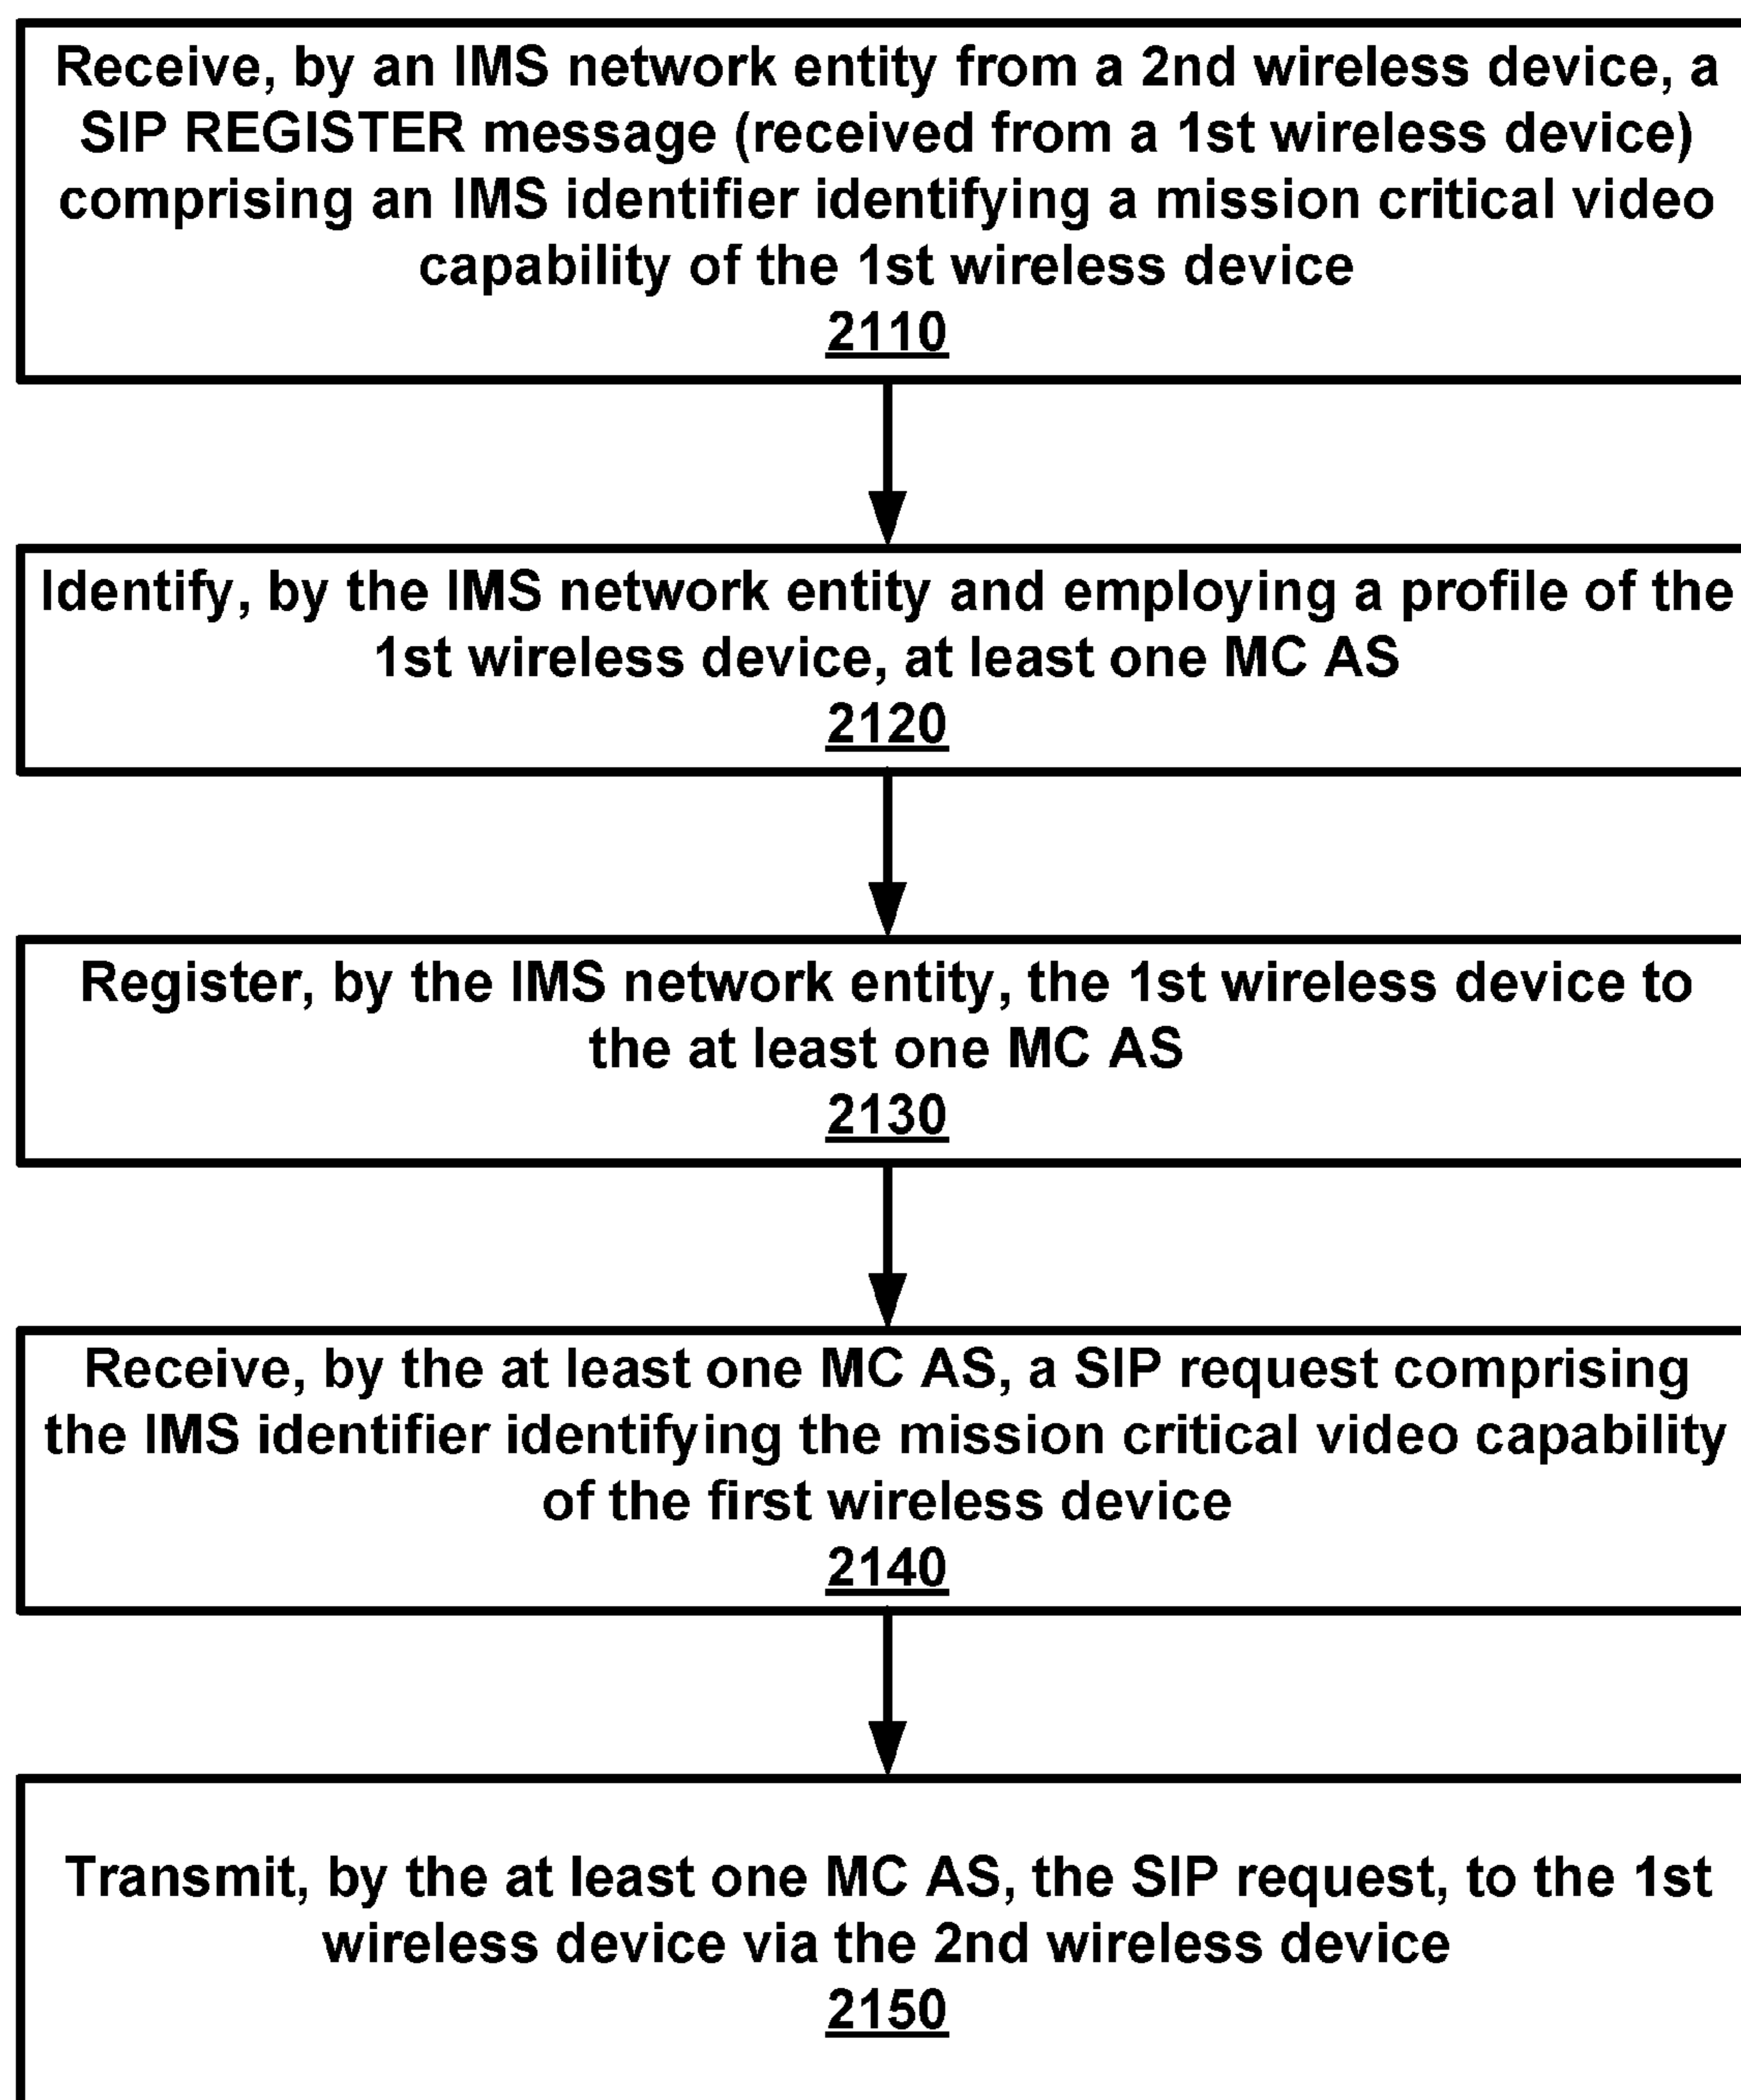 Receive, by an IMS network entity from a 2nd wireless device, a
SIP REGISTER message (received from a 1st wireless device)
comprising an IMS identifier identifying a mission critical video
capability of the 1st wireless device
2110
Identify, by the IMS network entity and employing a profile of the
1st wireless device, at least one MC AS
2120
Register, by the IMS network entity, the 1st wireless device to
the at least one MC AS
2130
Receive, by the at least one MC AS, a SIP request comprising
the IMS identifier identifying the mission critical video capability
of the first wireless device
2140
Transmit, by the at least one MC AS, the SIP request, to the 1st
wireless device via the 2nd wireless device
2150